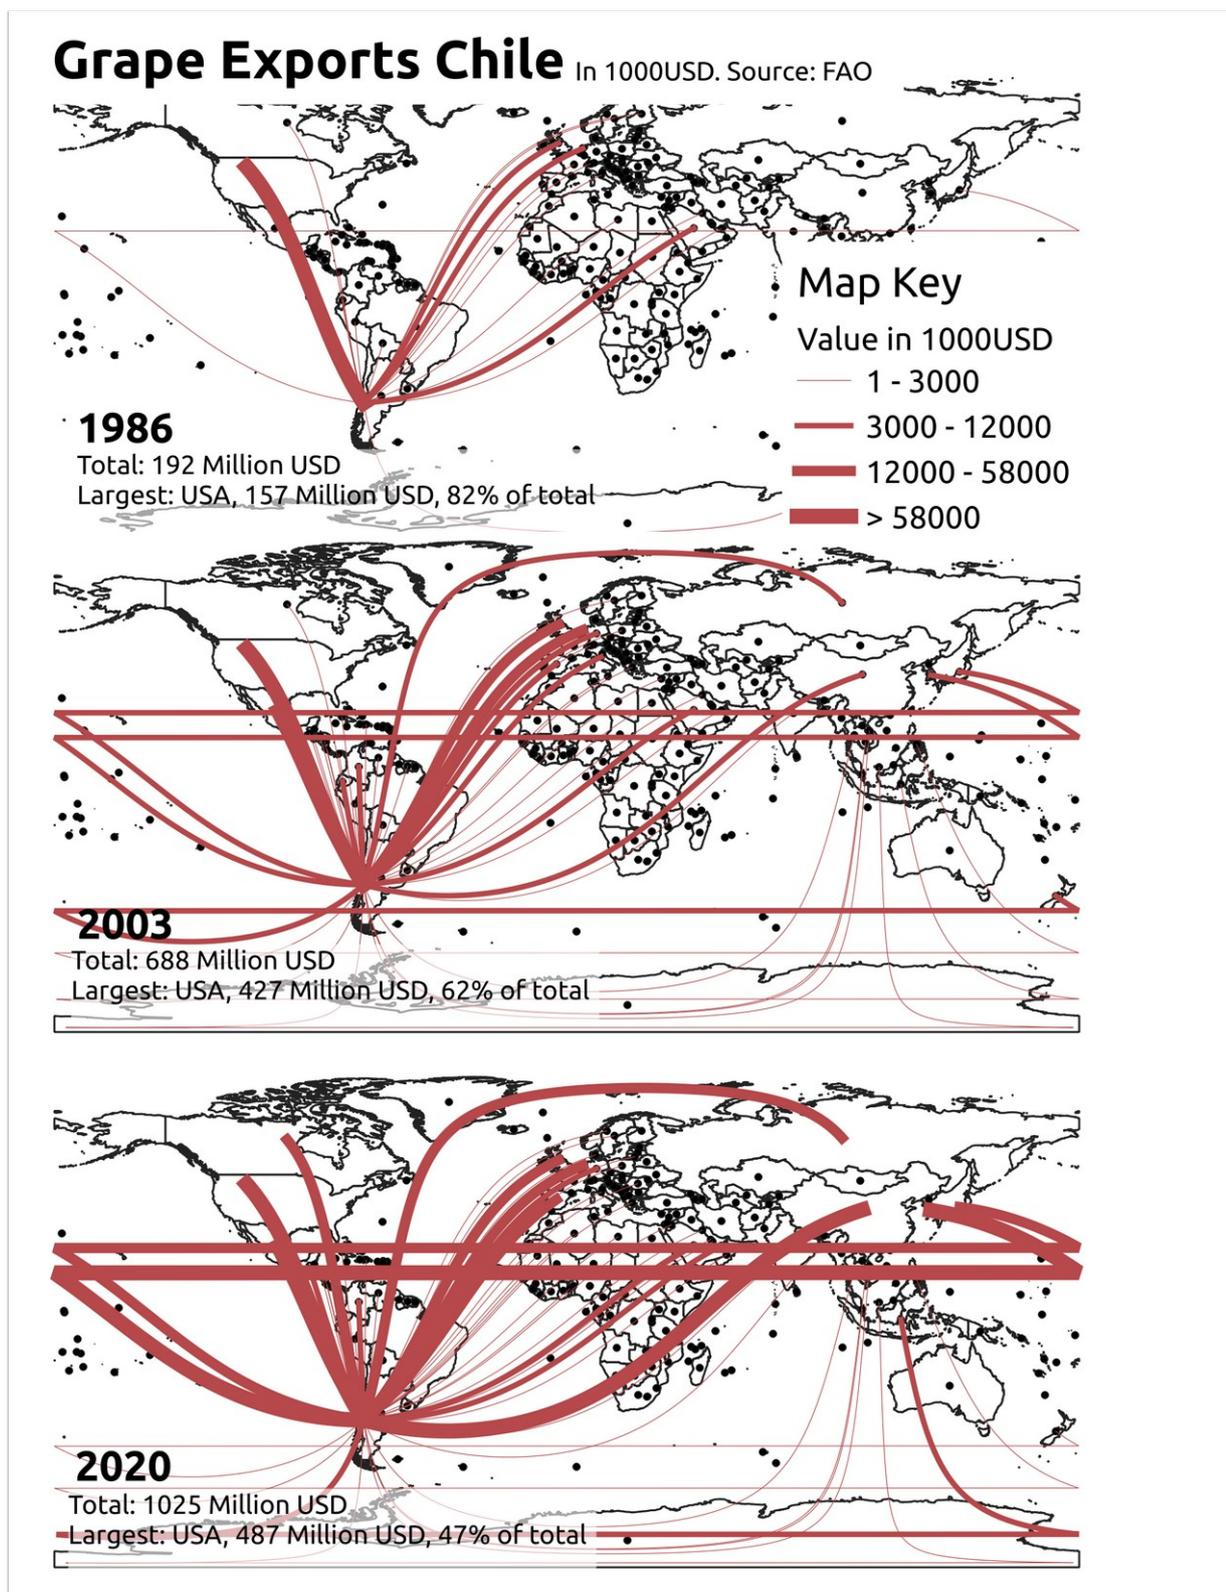 Grape Exports Chile In 1000USD. Source: FAO
Map Key
Value in 1000USD
1 - 3000
3000 - 12000
12000 - 58000
> 58000
1986
Total: 192 Million USD
Largest: USA, 157 Million USD, 82% of total
2003
Total: 688 Million USD
Largest: USA, 427 Million USD, 62% of total
2020
Total: 1025 Million USD
Largest: USA, 487 Million USD, 47% of total